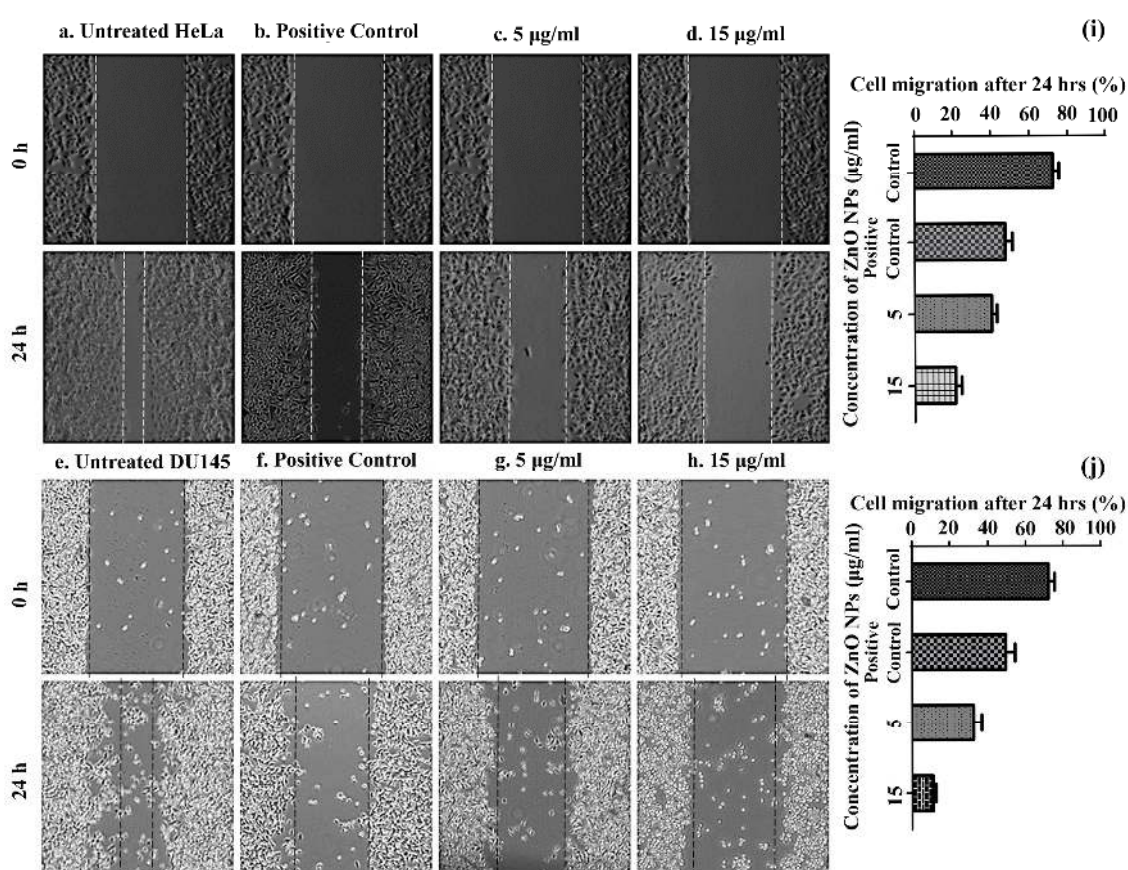 a. Untreated HeLa
b. Positive Control
c. 5 µg/ml
d. 15 µg/ml
(i)
0 h
24 h
Cell migration after 24 hrs (%)
0 20 40 60 80 100
Concentration of ZnO NPs (µg/ml)
Control
Positive
Control
5
15
e. Untreated DU145
f. Positive Control
g. 5 µg/ml
h. 15 µg/ml
(j)
0 h
24 h
Cell migration after 24 hrs (%)
0 20 40 60 80 100
Concentration of ZnO NPs (µg/ml)
Control
Positive
Control
5
15